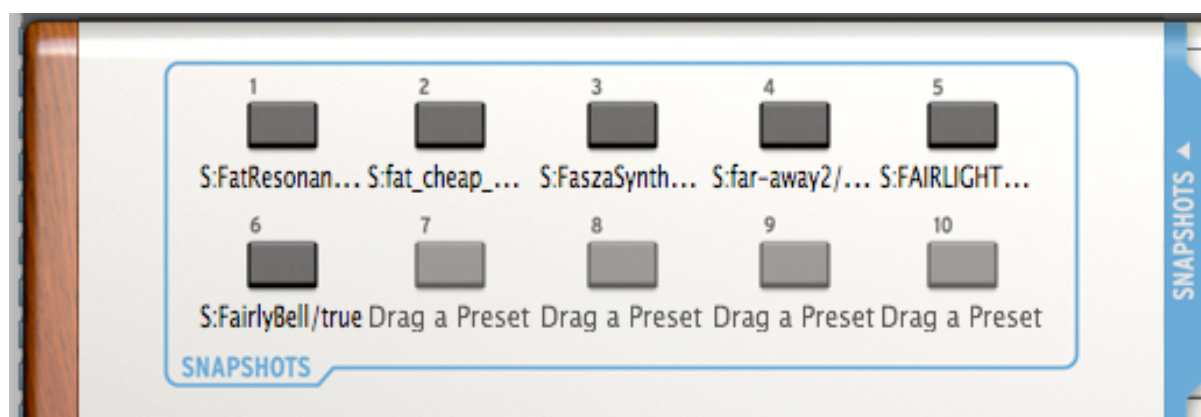 1 2 3 4 5
S:FatResonan... S:fat_cheap_... S:FaszaSynth... S:far-away2/... S:FAIRLIGHT...
6 7 8 9 10
S:FairlyBell/true Drag a Preset Drag a Preset Drag a Preset Drag a Preset
SNAPSHOTS
SNAPSHOTS ▲